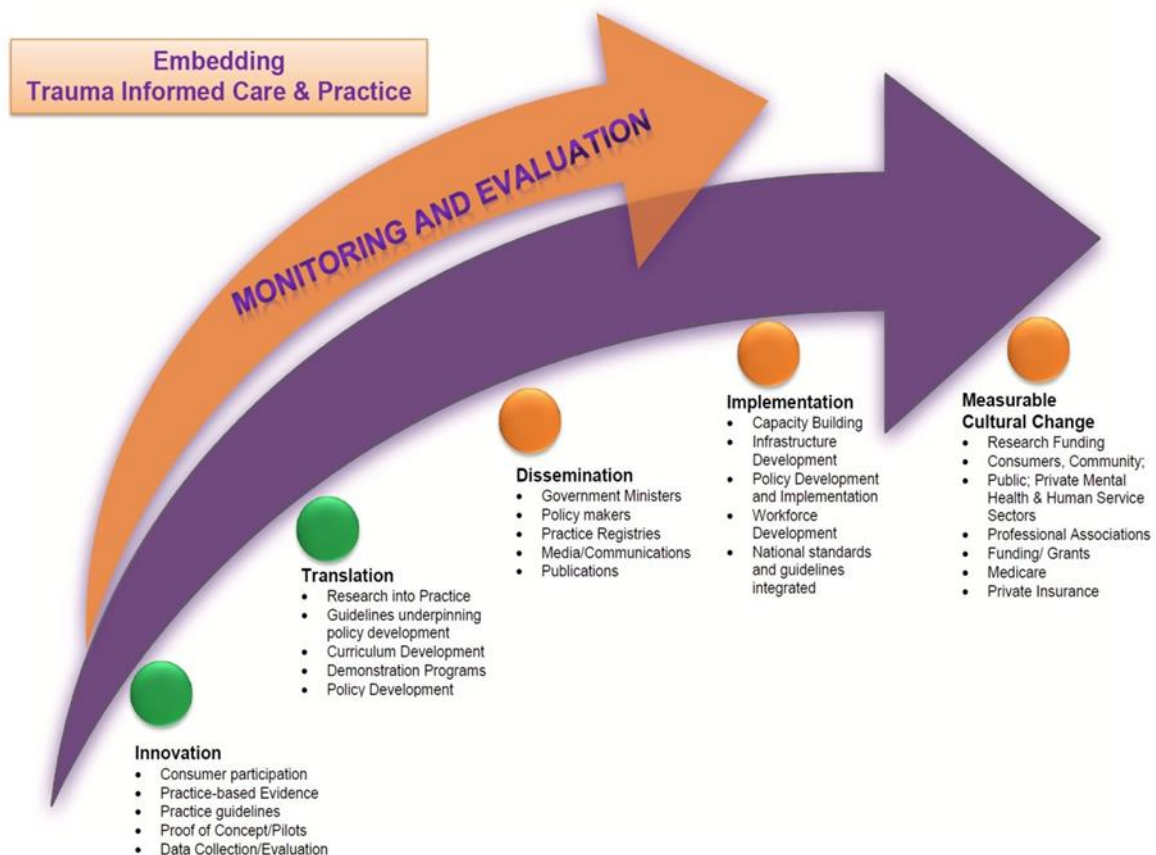 Embedding
Trauma Informed Care & Practice
MONITORING AND EVALUATION
Innovation
• Consumer participation
• Practice-based Evidence
• Practice guidelines
• Proof of Concept/Pilots
• Data Collection/Evaluation
Translation
• Research into Practice
• Guidelines underpinning
policy development
• Curriculum Development
• Demonstration Programs
• Policy Development
Dissemination
• Government Ministers
• Policy makers
• Practice Registries
• Media/Communications
• Publications
Implementation
• Capacity Building
• Infrastructure
Development
• Policy Development
and Implementation
• Workforce
Development
• National standards
and guidelines
integrated
Measurable
Cultural Change
• Research Funding
• Consumers, Community;
• Public; Private Mental
Health & Human Service
Sectors
• Professional Associations
• Funding/ Grants
• Medicare
• Private Insurance